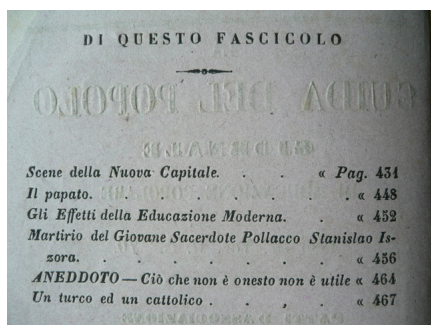 DI QUESTO FASCICOLO
Scene della Nuova Capitale. . . « Pag. 431
Il papato. . . . . . . . « 448
Gli Effetti della Educazione Moderna. . « 452
Martirio del Giovane Sacerdote Pollacco Stanislao Is-
sora. . . . . . . . « 456
ANEDDOTO — Ciò che non è onesto non è utile « 464
Un turco ed un cattolico . . , . « 467